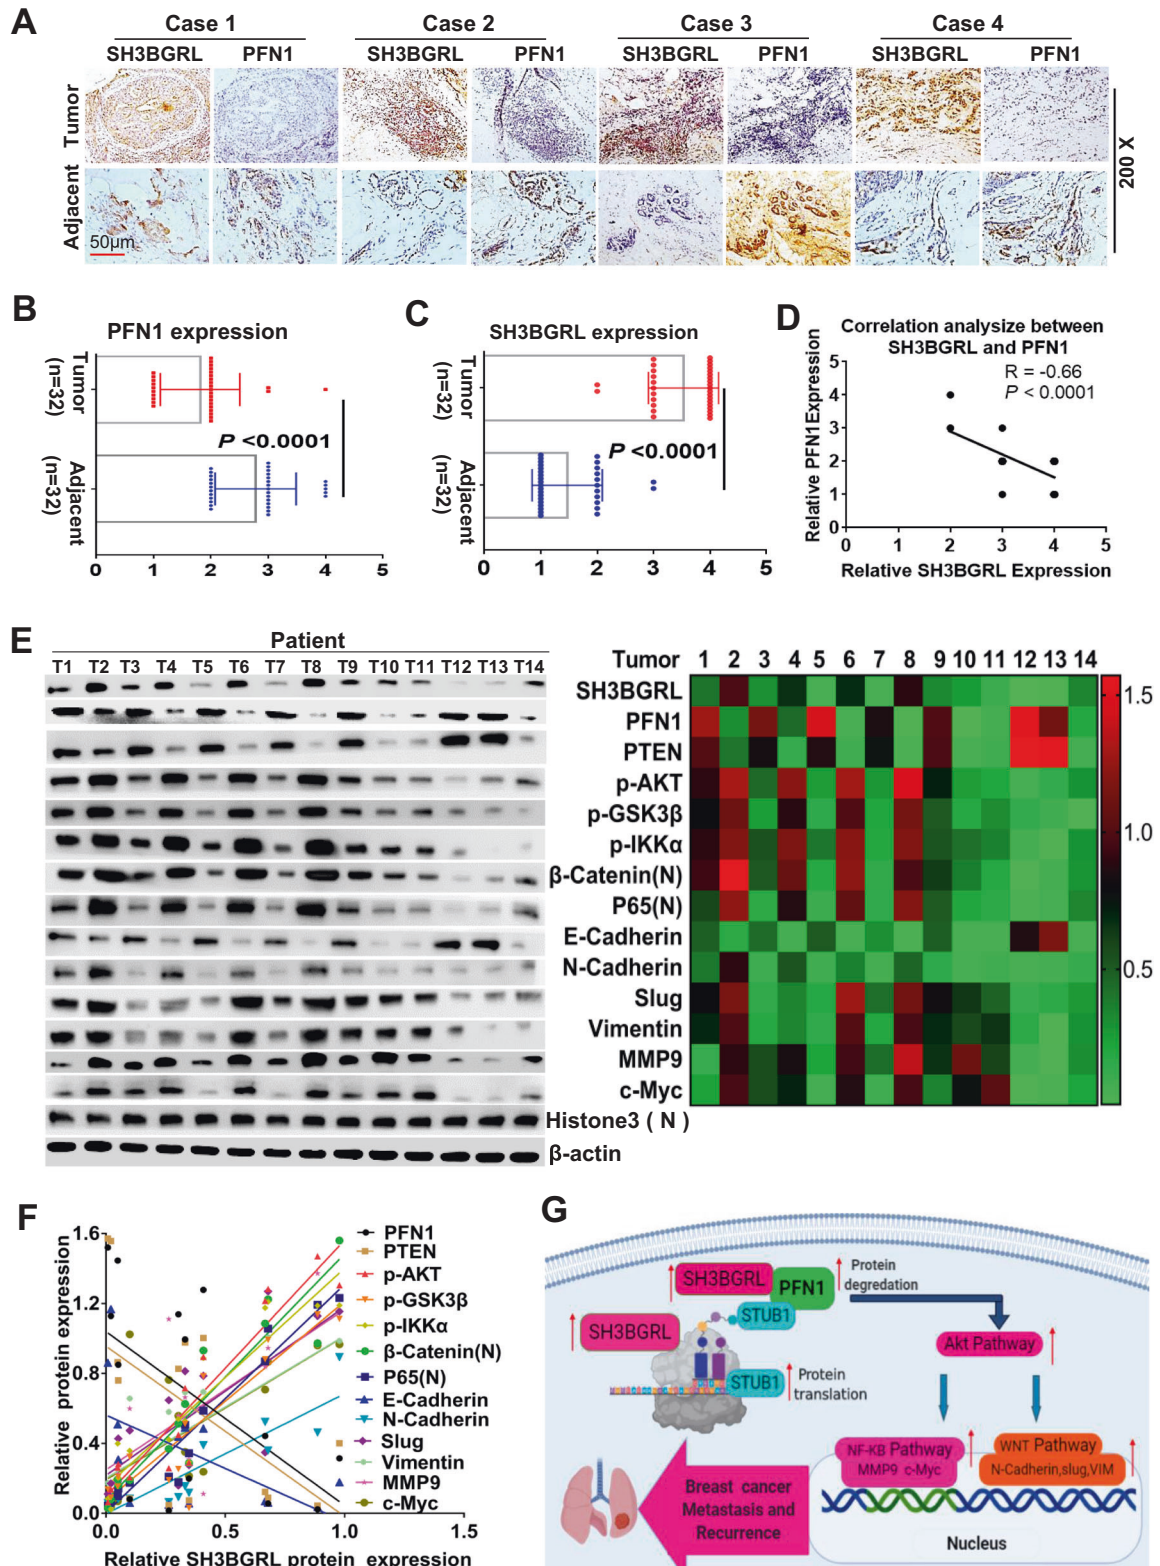 A
Case 1 Case 2 Case 3 Case 4
SH3BGRL PFN1 SH3BGRL PFN1 SH3BGRL PFN1 SH3BGRL PFN1
Tumor
Adjacent
50μm
200 X
B
PFN1 expression
Tumor
(n=32)
Adjacent
(n=32)
P <0.0001
0 1 2 3 4 5
C
SH3BGRL expression
Tumor
(n=32)
Adjacent
(n=32)
P <0.0001
0 1 2 3 4 5
D
Correlation analysize between
SH3BGRL and PFN1
R = -0.66
P < 0.0001
Relative PFN1Expression
5
4
3
2
1
0
0 1 2 3 4 5
Relative SH3BGRL Expression
E
Patient
T1 T2 T3 T4 T5 T6 T7 T8 T9 T10 T11 T12 T13 T14
Histone3 ( N )
β-actin
Tumor 1 2 3 4 5 6 7 8 9 10 11 12 13 14
SH3BGRL
PFN1
PTEN
p-AKT
p-GSK3β
p-IKKα
β-Catenin(N)
P65(N)
E-Cadherin
N-Cadherin
Slug
Vimentin
MMP9
c-Myc
1.5
1.0
0.5
F
Relative protein expression
1.6
1.2
0.8
0.4
0.0
0.0 0.5 1.0 1.5
Relative SH3BGRL protein expression
PFN1
PTEN
p-AKT
p-GSK3β
p-IKKα
β-Catenin(N)
P65(N)
E-Cadherin
N-Cadherin
Slug
Vimentin
MMP9
c-Myc
G
SH3BGRL
PFN1
STUB1
Protein
degredation
SH3BGRL
STUB1
Protein
translation
Akt Pathway
NF-KB Pathway
MMP9 c-Myc
WNT Pathway
N-Cadherin,slug,VIM
Breast cancer
Metastasis and
Recurrence
Nucleus